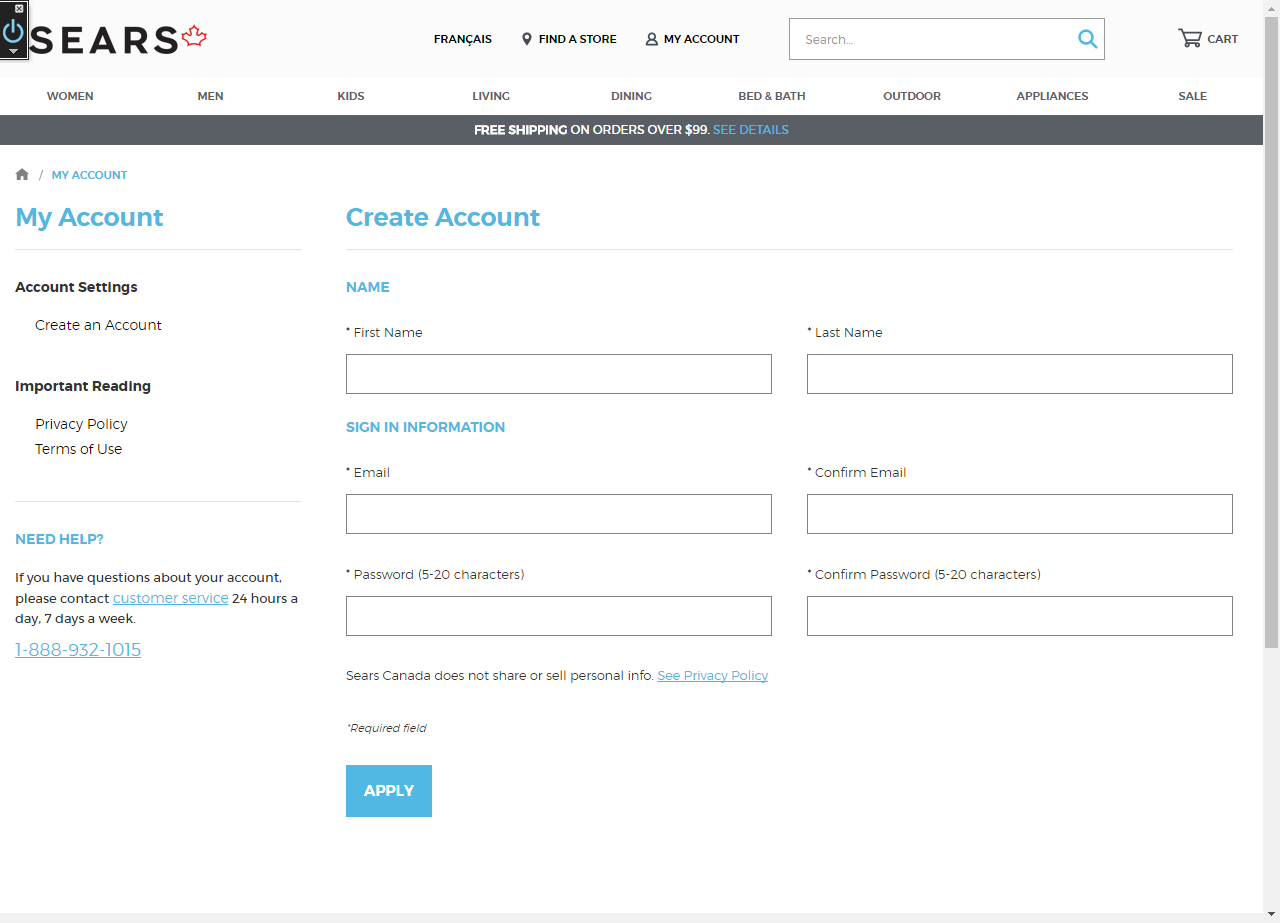 SEARS
FRANÇAIS FIND A STORE MY ACCOUNT Search... CART
WOMEN MEN KIDS LIVING DINING BED & BATH OUTDOOR APPLIANCES SALE
FREE SHIPPING ON ORDERS OVER $99. SEE DETAILS
/ MY ACCOUNT
My Account
Account Settings
Create an Account
Important Reading
Privacy Policy
Terms of Use
NEED HELP?
If you have questions about your account,
please contact customer service 24 hours a
day, 7 days a week.
1-888-932-1015
Create Account
NAME
* First Name * Last Name
SIGN IN INFORMATION
* Email * Confirm Email
* Password (5-20 characters) * Confirm Password (5-20 characters)
Sears Canada does not share or sell personal info. See Privacy Policy
*Required field
APPLY